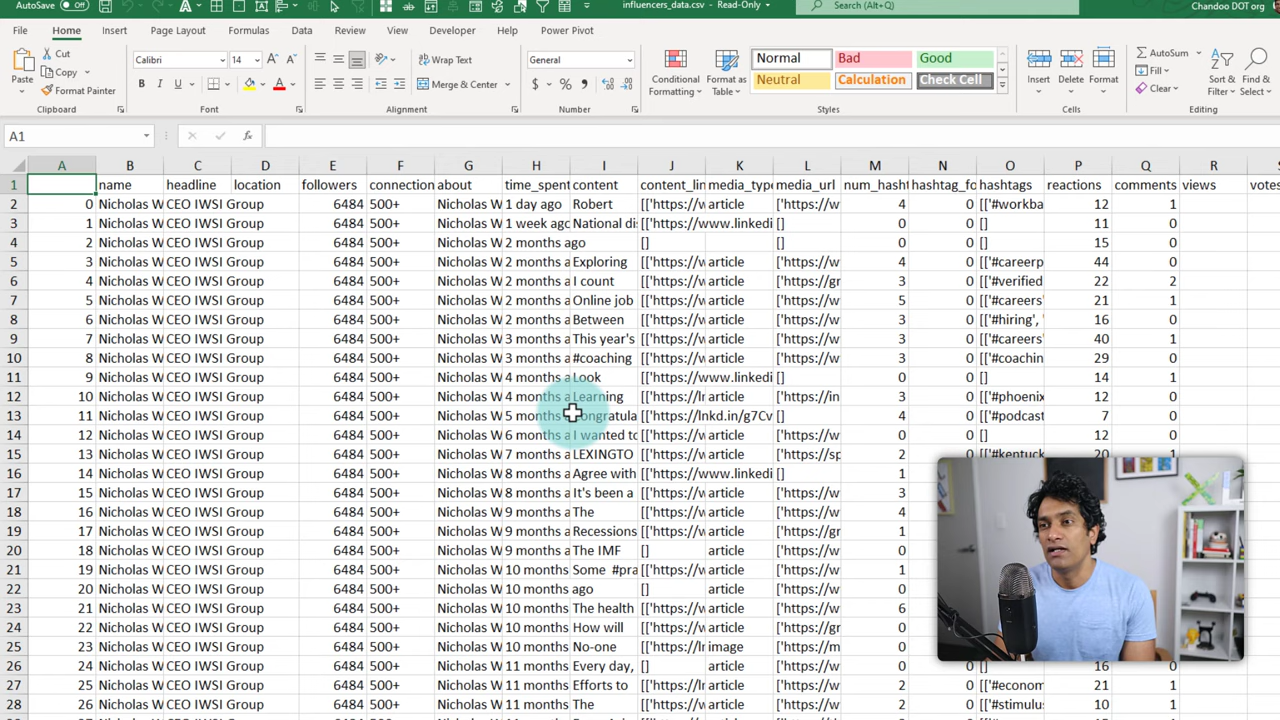 AutoSave Off influencers_data.csv - Read-Only Search (Alt+Q) Chandoo DOT org
File Home Insert Page Layout Formulas Data Review View Developer Help Power Pivot
Paste Cut Copy Format Painter Clipboard
Calibri 14 B I U Font
Wrap Text Merge & Center Alignment
General $ % Number
Conditional Formatting Format as Table Normal Bad Good Neutral Calculation Check Cell Styles
Insert Delete Format Cells
AutoSum Fill Clear Sort & Filter Find & Select Editing
A1 fx
A B C D E F G H I J K L M N O P Q R S
1 name headline location followers connection about time_spent content content_lin media_type media_url num_hasht hashtag_fo hashtags reactions comments views votes
2 0 Nicholas W CEO IWSI Group 6484 500+ Nicholas W 1 day ago Robert [['https://w article ['https://w 4 0 [['#workba 12 1
3 1 Nicholas W CEO IWSI Group 6484 500+ Nicholas W 1 week ago National di [['https://www.linkedi [] 0 0 [] 11 0
4 2 Nicholas W CEO IWSI Group 6484 500+ Nicholas W 2 months ago [] [] 0 0 [] 15 0
5 3 Nicholas W CEO IWSI Group 6484 500+ Nicholas W 2 months a Exploring [['https://w article ['https://w 3 0 [['#careerp 44 0
6 4 Nicholas W CEO IWSI Group 6484 500+ Nicholas W 2 months a I count [['https://w article ['https://gr 3 0 [['#verified 22 2
7 5 Nicholas W CEO IWSI Group 6484 500+ Nicholas W 2 months a Online job [['https://w article ['https://w 5 0 [['#careers' 21 1
8 6 Nicholas W CEO IWSI Group 6484 500+ Nicholas W 2 months a Between [['https://w article ['https://w 3 0 [['#hiring', ' 16 0
9 7 Nicholas W CEO IWSI Group 6484 500+ Nicholas W 3 months a This year's [['https://w article ['https://w 3 0 [['#careers' 40 1
10 8 Nicholas W CEO IWSI Group 6484 500+ Nicholas W 3 months a #coaching [['https://w article ['https://w 3 0 [['#coachin 29 0
11 9 Nicholas W CEO IWSI Group 6484 500+ Nicholas W 4 months a Look [['https://www.linkedi [] 0 0 [] 14 1
12 10 Nicholas W CEO IWSI Group 6484 500+ Nicholas W 4 months a Learning [['https://lr article ['https://in 3 0 [['#phoenix 12 0
13 11 Nicholas W CEO IWSI Group 6484 500+ Nicholas W 5 months ongratula [['https://lnkd.in/g7Cv [] 4 0 [['#podcast 7 0
14 12 Nicholas W CEO IWSI Group 6484 500+ Nicholas W 6 months a I wanted to [['https://w article ['https://w 0 0 [] 12 0
15 13 Nicholas W CEO IWSI Group 6484 500+ Nicholas W 7 months a LEXINGTO [['https://w article ['https://sp 2 0 [['#kentuck 20 1
16 14 Nicholas W CEO IWSI Group 6484 500+ Nicholas W 8 months a Agree with [['https://www.linkedi [] 1
17 15 Nicholas W CEO IWSI Group 6484 500+ Nicholas W 8 months a It's been a [['https://w article ['https://w 3
18 16 Nicholas W CEO IWSI Group 6484 500+ Nicholas W 9 months a The [['https://w article ['https://w 4
19 17 Nicholas W CEO IWSI Group 6484 500+ Nicholas W 9 months a Recessions [['https://w article ['https://gr 1
20 18 Nicholas W CEO IWSI Group 6484 500+ Nicholas W 9 months a The IMF [] article ['https://w 0
21 19 Nicholas W CEO IWSI Group 6484 500+ Nicholas W 10 months Some #pra [['https://w article ['https://w 1
22 20 Nicholas W CEO IWSI Group 6484 500+ Nicholas W 10 months ago [] article ['https://w 0
23 21 Nicholas W CEO IWSI Group 6484 500+ Nicholas W 10 months The health [['https://w article ['https://w 6
24 22 Nicholas W CEO IWSI Group 6484 500+ Nicholas W 10 months How will [['https://w article ['https://gr 0
25 23 Nicholas W CEO IWSI Group 6484 500+ Nicholas W 10 months No-one [['https://lr image ['https://m 0
26 24 Nicholas W CEO IWSI Group 6484 500+ Nicholas W 11 months Every day, [] article ['https://w 0 0 [] 16 0
27 25 Nicholas W CEO IWSI Group 6484 500+ Nicholas W 11 months Efforts to [['https://lr article ['https://w 2 0 [['#econom 21 1
28 26 Nicholas W CEO IWSI Group 6484 500+ Nicholas W 11 months [['https://w article ['https://w 1 0 [['#stimulu 10 1